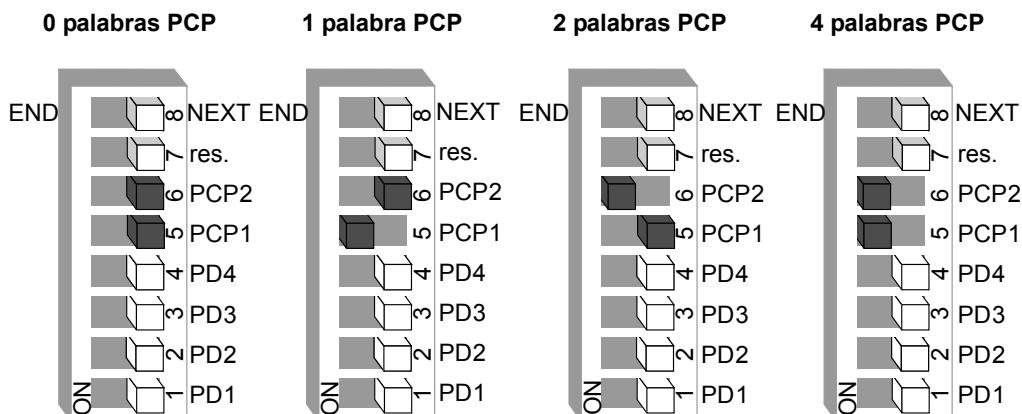 0 palabras PCP
END
8 NEXT
7 res.
6 PCP2
5 PCP1
4 PD4
3 PD3
2 PD2
1 PD1
ON
1 palabra PCP
END
8 NEXT
7 res.
6 PCP2
5 PCP1
4 PD4
3 PD3
2 PD2
1 PD1
ON
2 palabras PCP
END
8 NEXT
7 res.
6 PCP2
5 PCP1
4 PD4
3 PD3
2 PD2
1 PD1
ON
4 palabras PCP
END
8 NEXT
7 res.
6 PCP2
5 PCP1
4 PD4
3 PD3
2 PD2
1 PD1
ON